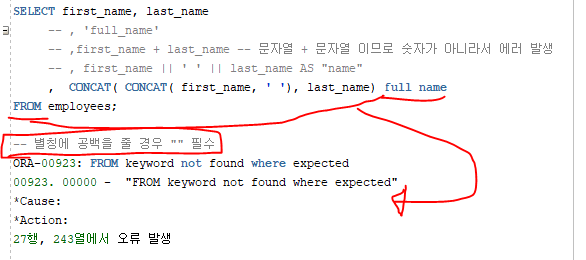 SELECT first_name, last_name
-- , 'full_name'
-- ,first_name + last_name -- 문자열 + 문자열 이므로 숫자가 아니라서 에러 발생
-- , first_name || ' ' || last_name AS "name"
, CONCAT( CONCAT( first_name, ' '), last_name) full name
FROM employees;
-- 별칭에 공백을 줄 경우 "" 필수
ORA-00923: FROM keyword not found where expected
00923. 00000 - "FROM keyword not found where expected"
*Cause:
*Action:
27행, 243열에서 오류 발생